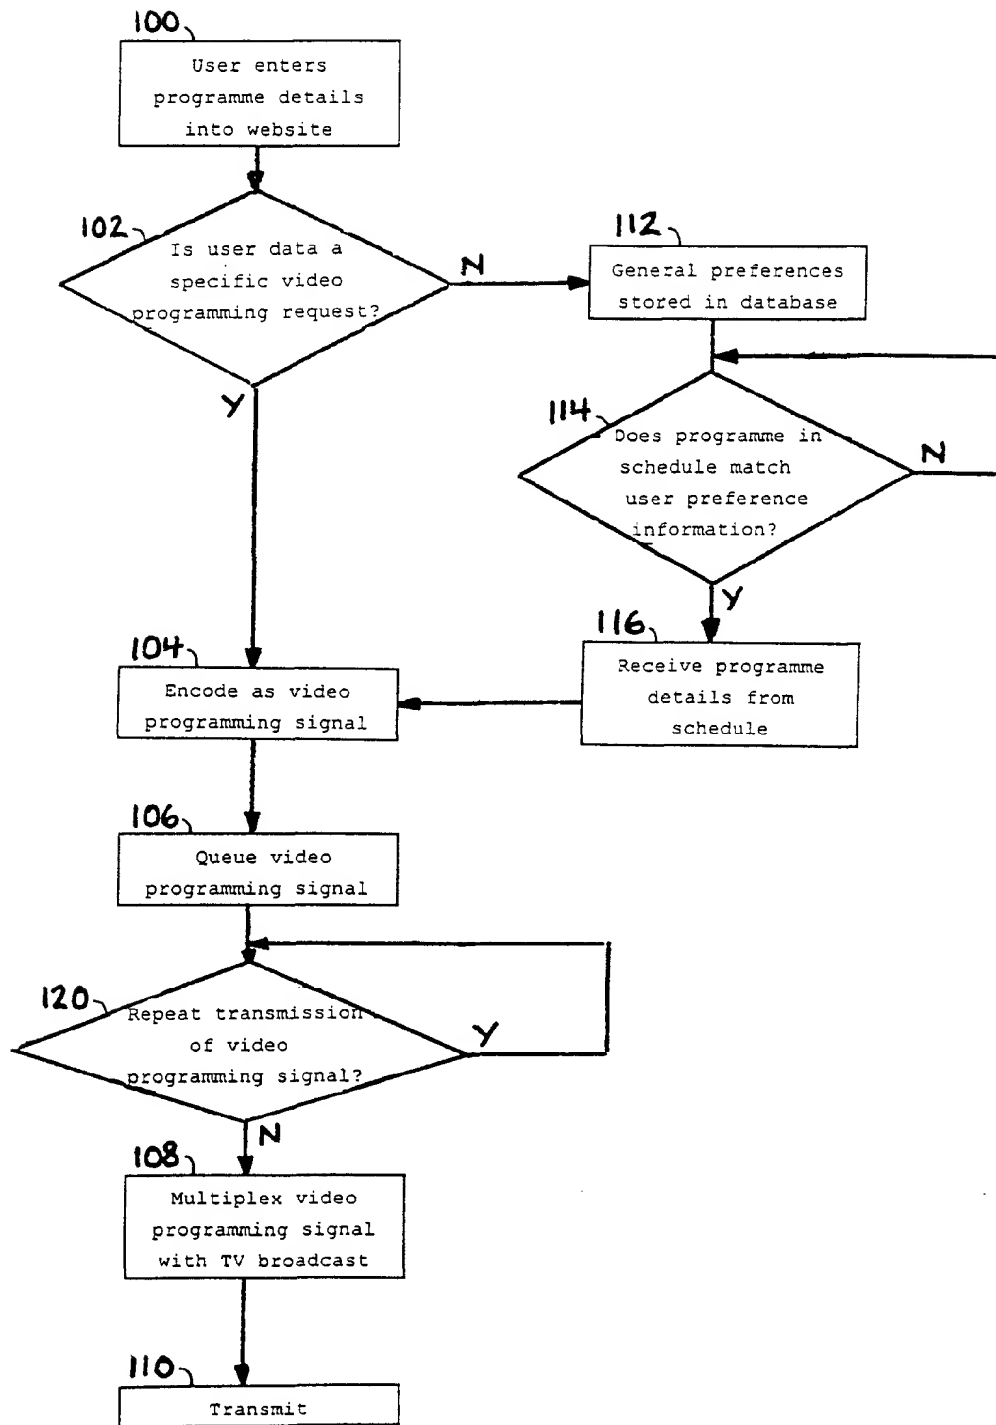 100
User enters
programme details
into website
102
Is user data a
specific video
programming request?
N
Y
112
General preferences
stored in database
114
Does programme in
schedule match
user preference
information?
N
Y
116
Receive programme
details from
schedule
104
Encode as video
programming signal
106
Queue video
programming signal
120
Repeat transmission
of video
programming signal?
Y
N
108
Multiplex video
programming signal
with TV broadcast
110
Transmit